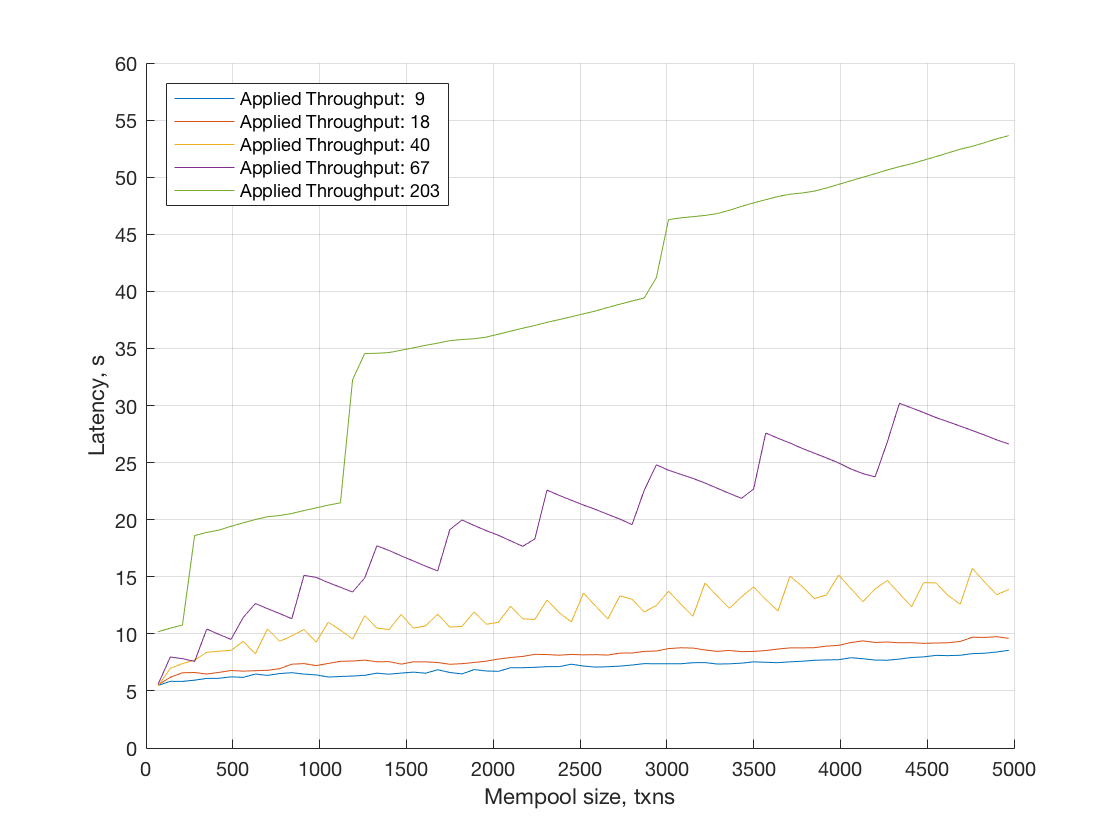 60
55
50
45
40
35
30
25
20
15
10
5
0
Latency, s
Applied Throughput: 9
Applied Throughput: 18
Applied Throughput: 40
Applied Throughput: 67
Applied Throughput: 203
0 500 1000 1500 2000 2500 3000 3500 4000 4500 5000
Mempool size, txns